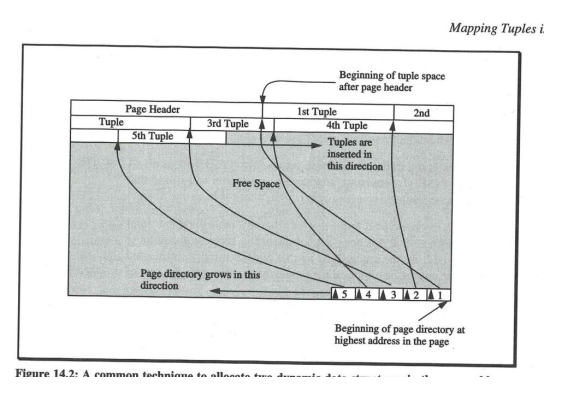 Mapping Tuples i
Beginning of tuple space
after page header
Page Header
1st Tuple
2nd
Tuple
3rd Tuple
4th Tuple
5th Tuple
Tuples are
inserted in
this direction
Free Space
Page directory grows in this
direction
5 4 3 2 1
Beginning of page directory at
highest address in the page
Figure 14.2: A common technique to allocate two dynamic data structures in the